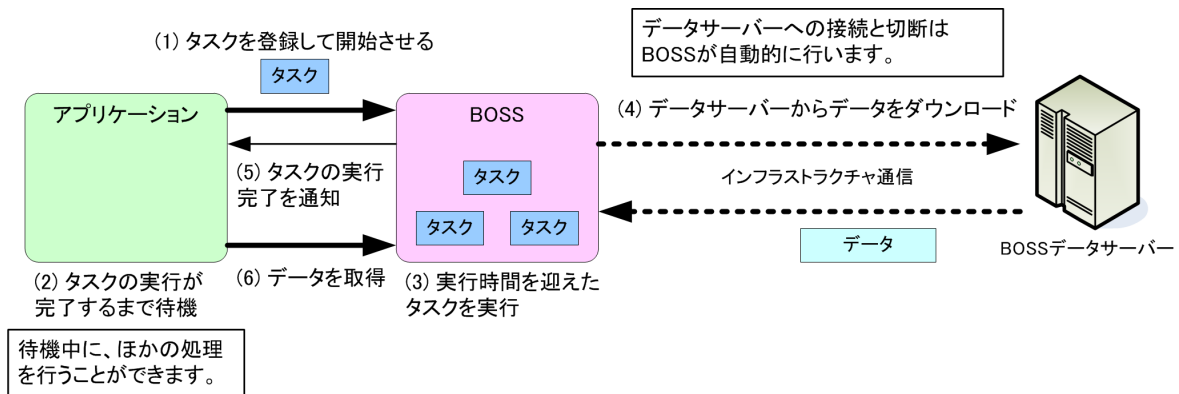 (1) タスクを登録して開始させる
タスク
データサーバーへの接続と切断は
BOSSが自動的に行います。
アプリケーション
BOSS
(4) データサーバーからデータをダウンロード
(5) タスクの実行
完了を通知
タスク
タスク
タスク
インフラストラクチャ通信
データ
BOSSデータサーバー
(2) タスクの実行が
完了するまで待機
(6) データを取得
(3) 実行時間を迎えた
タスクを実行
待機中に、ほかの処理
を行うことができます。